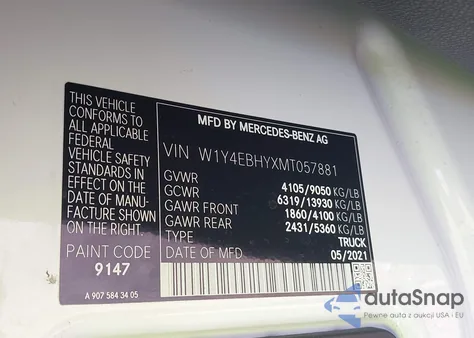 THIS VEHICLE
CONFORMS TO
ALL APPLICABLE
FEDERAL
VEHICLE SAFETY
STANDARDS IN
EFFECT ON THE
DATE OF MANU-
FACTURE SHOWN
ON THE RIGHT.
PAINT CODE
9147
A 907 584 34 05
MFD BY MERCEDES-BENZ AG
VIN W1Y4EBHYXMT057881
GVWR 4105/9050 KG/LB
GCWR 6319/13930 KG/LB
GAWR FRONT 1860/4100 KG/LB
GAWR REAR 2431/5360 KG/LB
TYPE TRUCK
DATE OF MFD 05/2021
autaSnap
Pewne auta z aukcji USA - EU